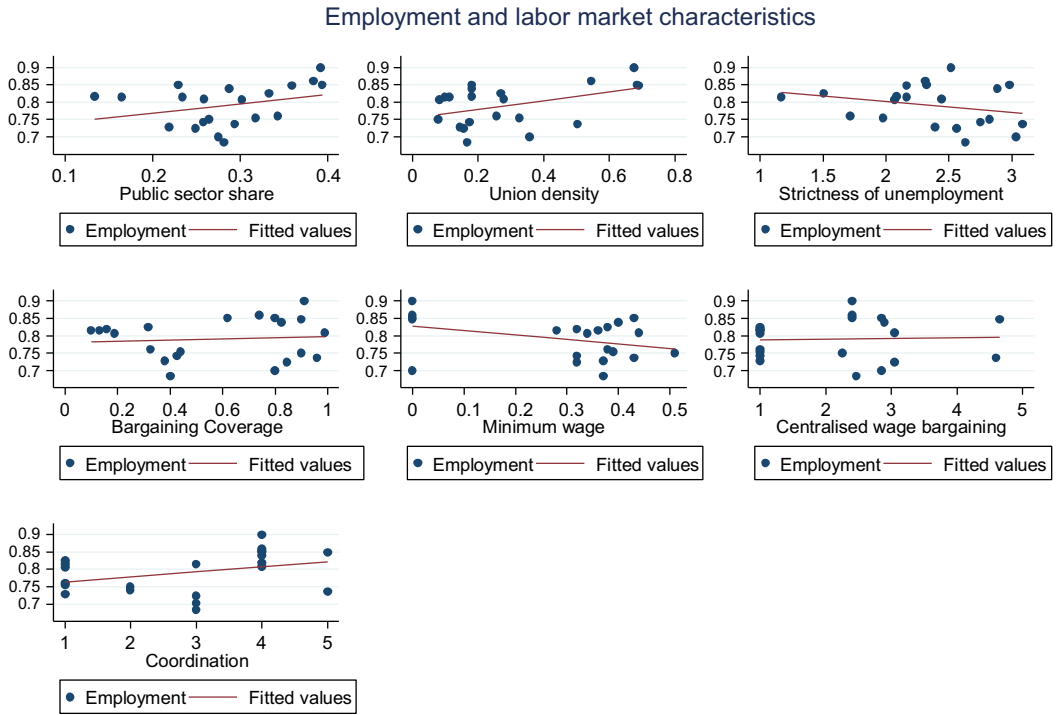 Employment and labor market characteristics
0.9
0.85
0.8
0.75
0.7
0.1 0.2 0.3 0.4
Public sector share
Employment Fitted values
0.9
0.85
0.8
0.75
0.7
0 0.2 0.4 0.6 0.8
Union density
Employment Fitted values
0.9
0.85
0.8
0.75
0.7
1 1.5 2 2.5 3
Strictness of unemployment
Employment Fitted values
0.9
0.85
0.8
0.75
0.7
0 0.2 0.4 0.6 0.8 1
Bargaining Coverage
Employment Fitted values
0.9
0.85
0.8
0.75
0.7
0 0.1 0.2 0.3 0.4 0.5
Minimum wage
Employment Fitted values
0.9
0.85
0.8
0.75
0.7
1 2 3 4 5
Centralised wage bargaining
Employment Fitted values
0.9
0.85
0.8
0.75
0.7
1 2 3 4 5
Coordination
Employment Fitted values